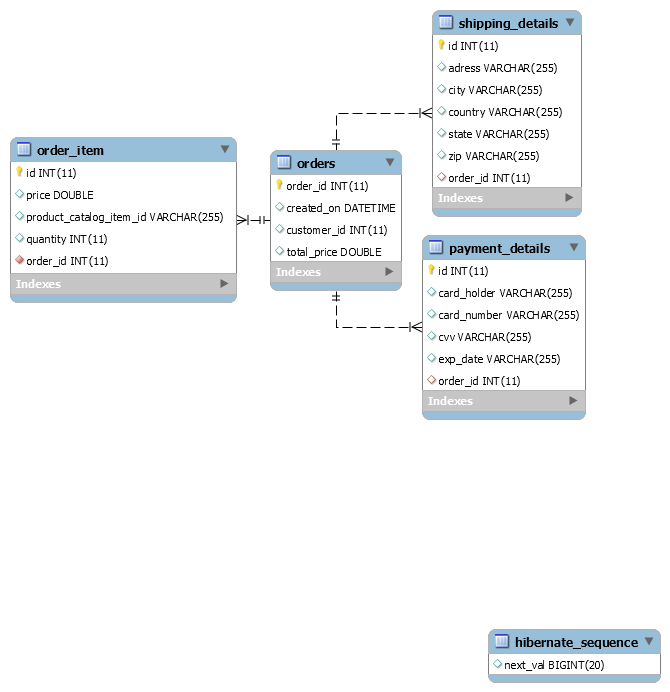 shipping_details
id INT(11)
adress VARCHAR(255)
city VARCHAR(255)
country VARCHAR(255)
state VARCHAR(255)
zip VARCHAR(255)
order_id INT(11)
Indexes
order_item
id INT(11)
price DOUBLE
product_catalog_item_id VARCHAR(255)
quantity INT(11)
order_id INT(11)
Indexes
orders
order_id INT(11)
created_on DATETIME
customer_id INT(11)
total_price DOUBLE
Indexes
payment_details
id INT(11)
card_holder VARCHAR(255)
card_number VARCHAR(255)
cvv VARCHAR(255)
exp_date VARCHAR(255)
order_id INT(11)
Indexes
hibernate_sequence
next_val BIGINT(20)